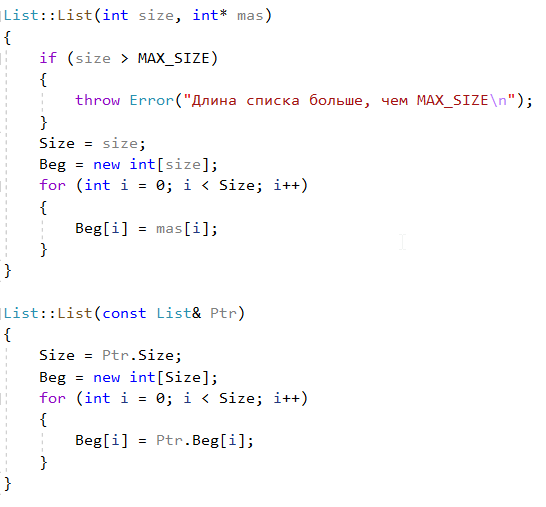 List::List(int size, int* mas)
{
    if (size > MAX_SIZE)
    {
        throw Error("Длина списка больше, чем MAX_SIZE\n");
    }
    Size = size;
    Beg = new int[size];
    for (int i = 0; i < Size; i++)
    {
        Beg[i] = mas[i];
    }
}

List::List(const List& Ptr)
{
    Size = Ptr.Size;
    Beg = new int[Size];
    for (int i = 0; i < Size; i++)
    {
        Beg[i] = Ptr.Beg[i];
    }
}